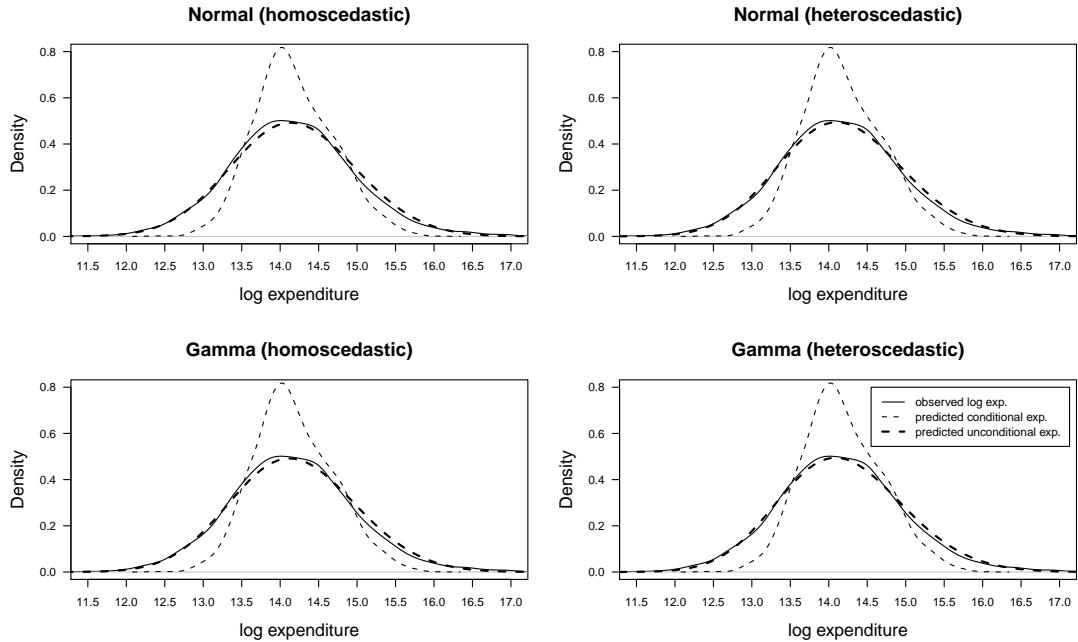 Normal (homoscedastic)
Density
0.8
0.6
0.4
0.2
0.0
11.5 12.0 12.5 13.0 13.5 14.0 14.5 15.0 15.5 16.0 16.5 17.0
log expenditure
Normal (heteroscedastic)
Density
0.8
0.6
0.4
0.2
0.0
11.5 12.0 12.5 13.0 13.5 14.0 14.5 15.0 15.5 16.0 16.5 17.0
log expenditure
Gamma (homoscedastic)
Density
0.8
0.6
0.4
0.2
0.0
11.5 12.0 12.5 13.0 13.5 14.0 14.5 15.0 15.5 16.0 16.5 17.0
log expenditure
Gamma (heteroscedastic)
Density
0.8
0.6
0.4
0.2
0.0
observed log exp.
predicted conditional exp.
predicted unconditional exp.
11.5 12.0 12.5 13.0 13.5 14.0 14.5 15.0 15.5 16.0 16.5 17.0
log expenditure